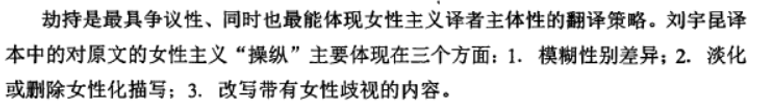 劫持是最具争议性、同时也最能体现女性主义译者主体性的翻译策略。刘宇昆译
本中的对原文的女性主义“操纵”主要体现在三个方面：1. 模糊性别差异；2. 淡化
或删除女性化描写；3. 改写带有女性歧视的内容。